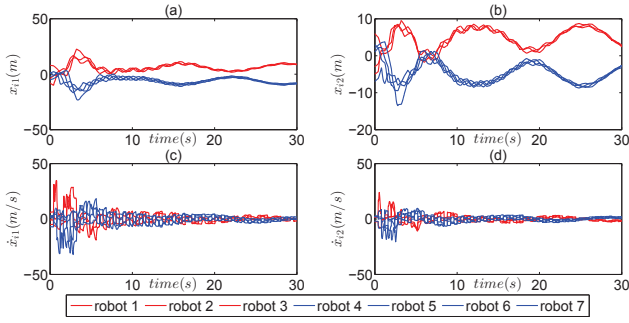 (a)
(b)
50
0
−50
x_{i1}(m)
0 10 20 30
time(s)
10
0
−10
−20
x_{i2}(m)
0 10 20 30
time(s)
(c)
(d)
50
0
−50
ẋ_{i1}(m/s)
0 10 20 30
time(s)
50
0
−50
ẋ_{i2}(m/s)
0 10 20 30
time(s)
robot 1 robot 2 robot 3 robot 4 robot 5 robot 6 robot 7